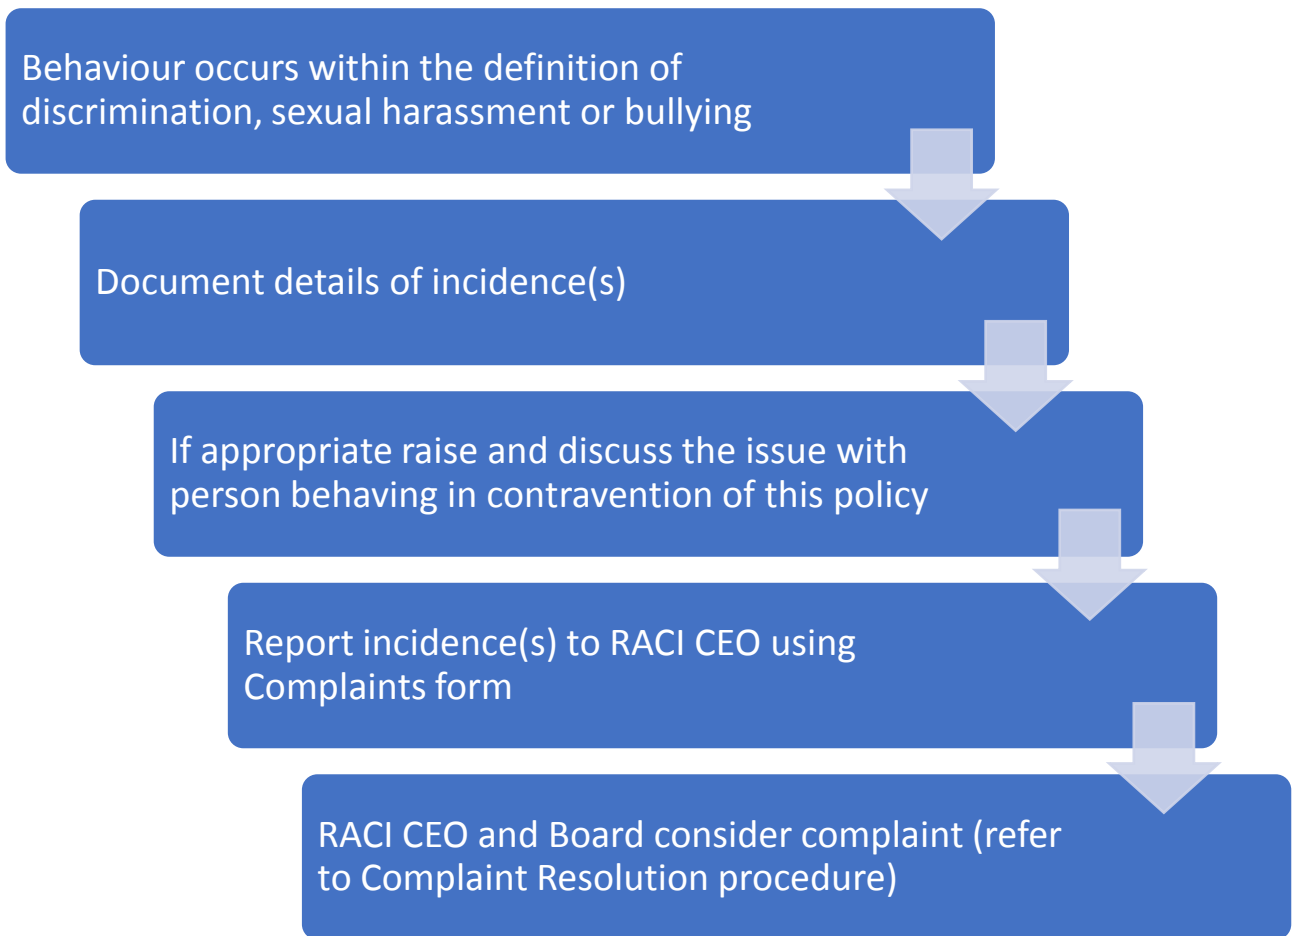 Behaviour occurs within the definition of
discrimination, sexual harassment or bullying
Document details of incidence(s)
If appropriate raise and discuss the issue with
person behaving in contravention of this policy
Report incidence(s) to RACI CEO using
Complaints form
RACI CEO and Board consider complaint (refer
to Complaint Resolution procedure)